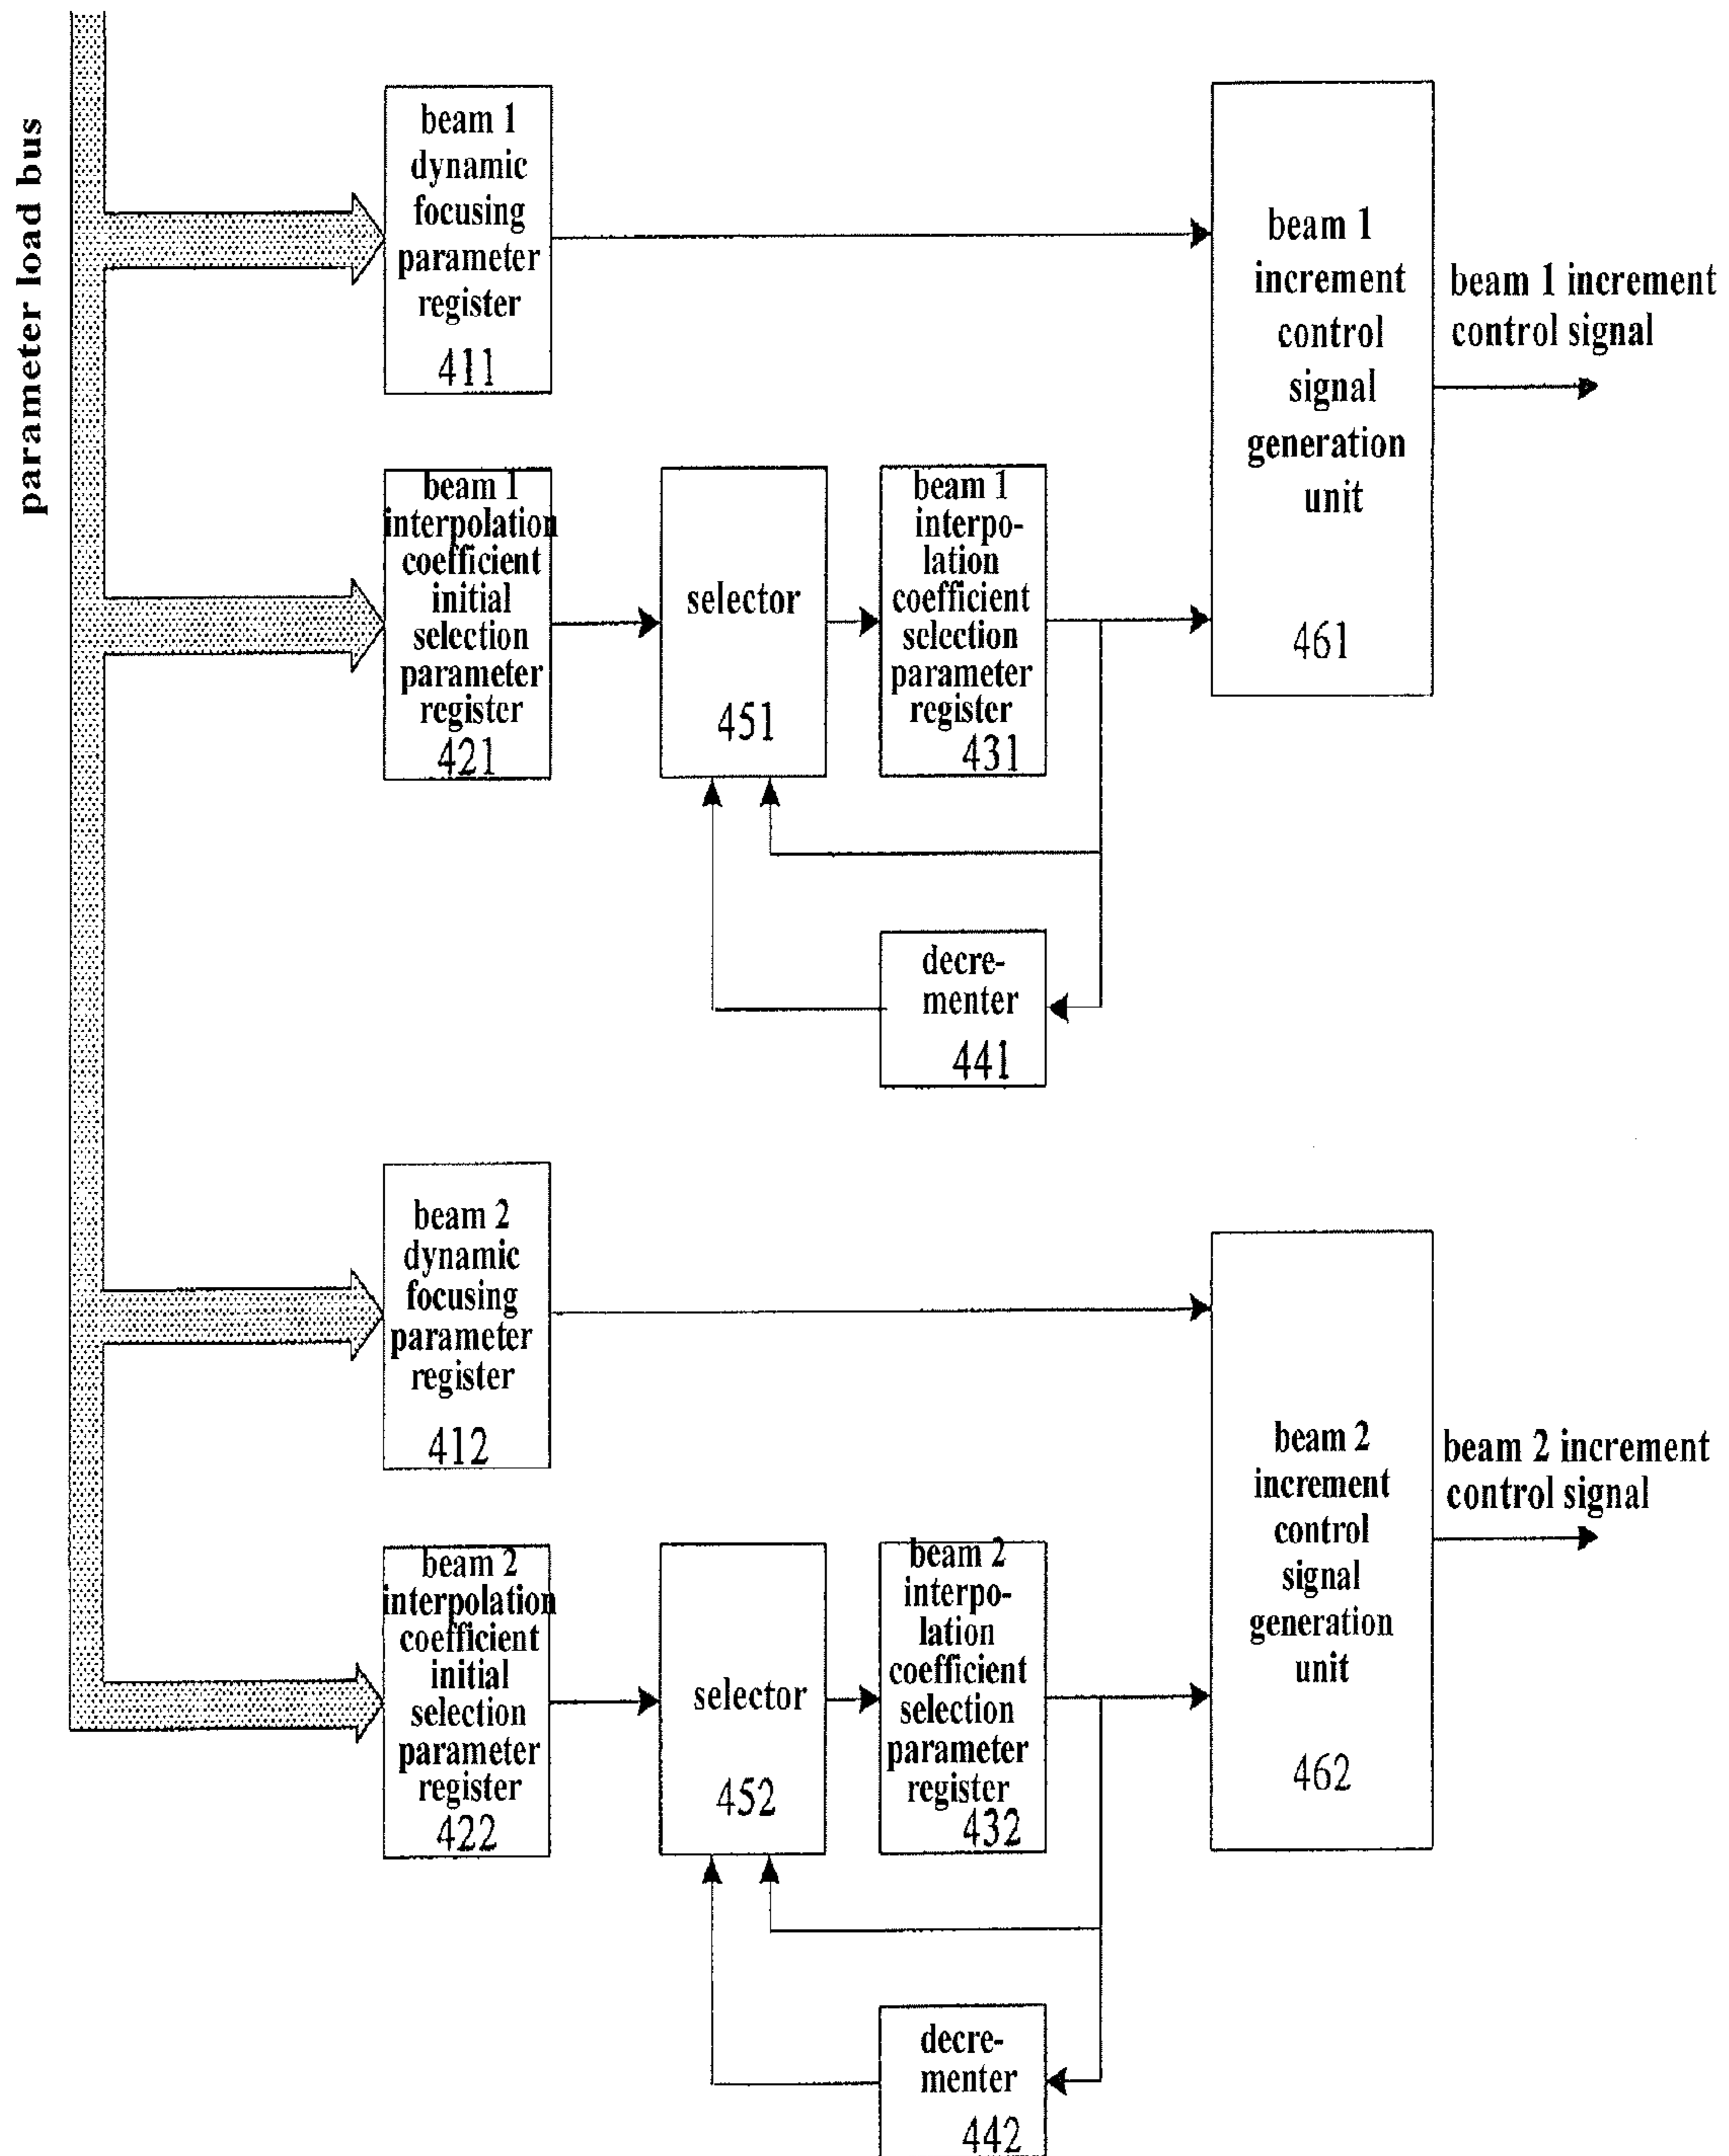 parameter load bus
beam 1
dynamic
focusing
parameter
register
411
beam 1
increment
control
signal
generation
unit
461
beam 1 increment
control signal
beam 1
interpolation
coefficient
initial
selection
parameter
register
421
selector
451
beam 1
interpo-
lation
coefficient
selection
parameter
register
431
decre-
menter
441
beam 2
dynamic
focusing
parameter
register
412
beam 2
increment
control
signal
generation
unit
462
beam 2 increment
control signal
beam 2
interpolation
coefficient
initial
selection
parameter
register
422
selector
452
beam 2
interpo-
lation
coefficient
selection
parameter
register
432
decre-
menter
442